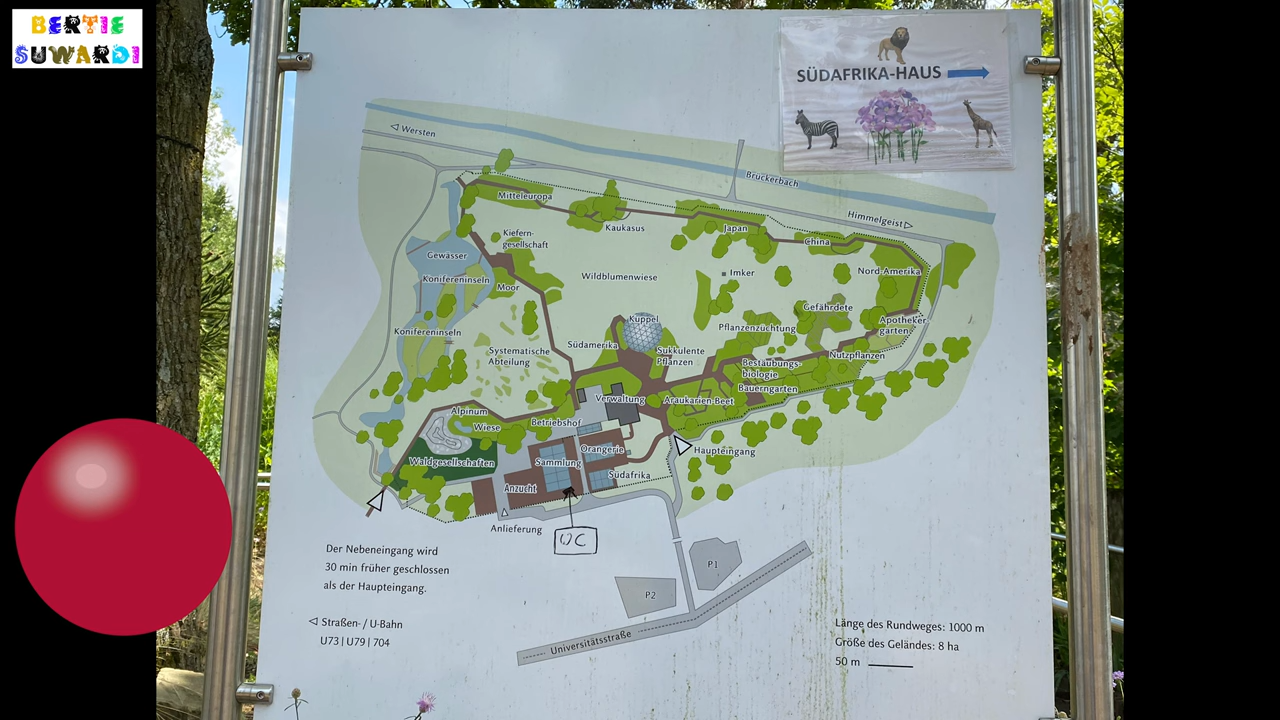 BERTIE
SUWARDI
SÜDAFRIKA-HAUS
Wersten
Brückerbach
Himmelgeist
Mitteleuropa
Kaukasus
Japan
China
Kiefern-
gesellschaft
Gewässer
Nord-Amerika
Wildblumenwiese
Imker
Konifereninseln
Moor
Gefährdete
Kuppel
Apotheker-
garten
Pflanzenzüchtung
Konifereninseln
Südamerika
Systematische
Abteilung
Sukkulente
Pflanzen
Nutzpflanzen
Bestäubungs-
biologie
Bauerngarten
Verwaltung
Araukarien-Beet
Alpinum
Wiese
Betriebshof
Orangerie
Haupteingang
Waldgesellschaften
Sammlung
Südafrika
Anzucht
Anlieferung
WC
Der Nebeneingang wird
30 min früher geschlossen
als der Haupteingang.
P1
P2
Straßen- / U-Bahn
U73 | U79 | 704
Universitätsstraße
Länge des Rundweges: 1000 m
Größe des Geländes: 8 ha
50 m